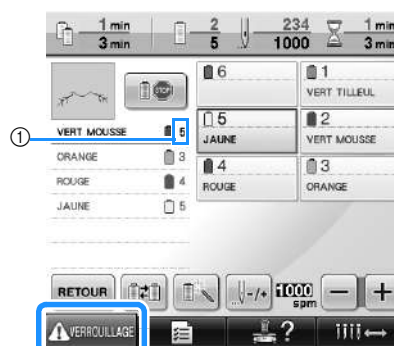 1 min
3 min
2
5
234
1000
1 min
3 min
①
VERT MOUSSE 5
ORANGE 3
ROUGE 4
JAUNE 5
6
1
VERT TILLEUL
5
JAUNE
2
VERT MOUSSE
4
ROUGE
3
ORANGE
RETOUR
-/+
1000
spm
−
+
VERROUILLAGE
?